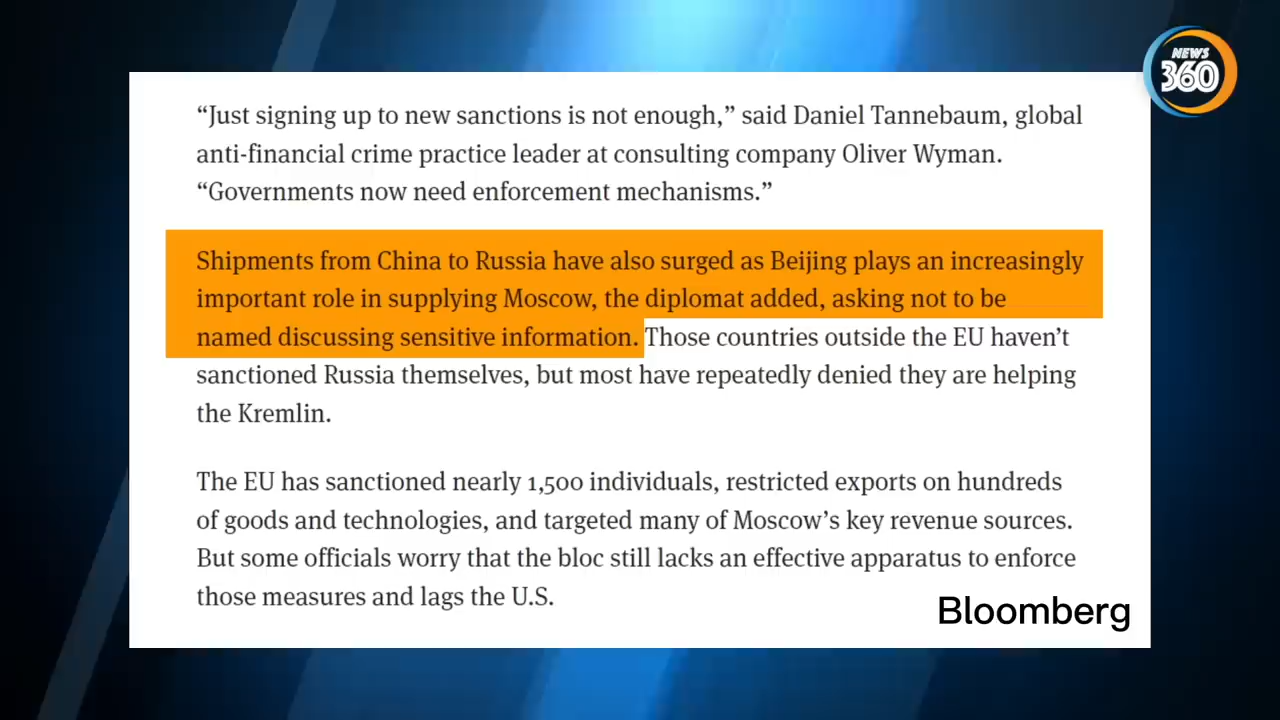 NEWS
360
“Just signing up to new sanctions is not enough,” said Daniel Tannebaum, global
anti-financial crime practice leader at consulting company Oliver Wyman.
“Governments now need enforcement mechanisms.”
Shipments from China to Russia have also surged as Beijing plays an increasingly
important role in supplying Moscow, the diplomat added, asking not to be
named discussing sensitive information. Those countries outside the EU haven’t
sanctioned Russia themselves, but most have repeatedly denied they are helping
the Kremlin.
The EU has sanctioned nearly 1,500 individuals, restricted exports on hundreds
of goods and technologies, and targeted many of Moscow’s key revenue sources.
But some officials worry that the bloc still lacks an effective apparatus to enforce
those measures and lags the U.S.
Bloomberg